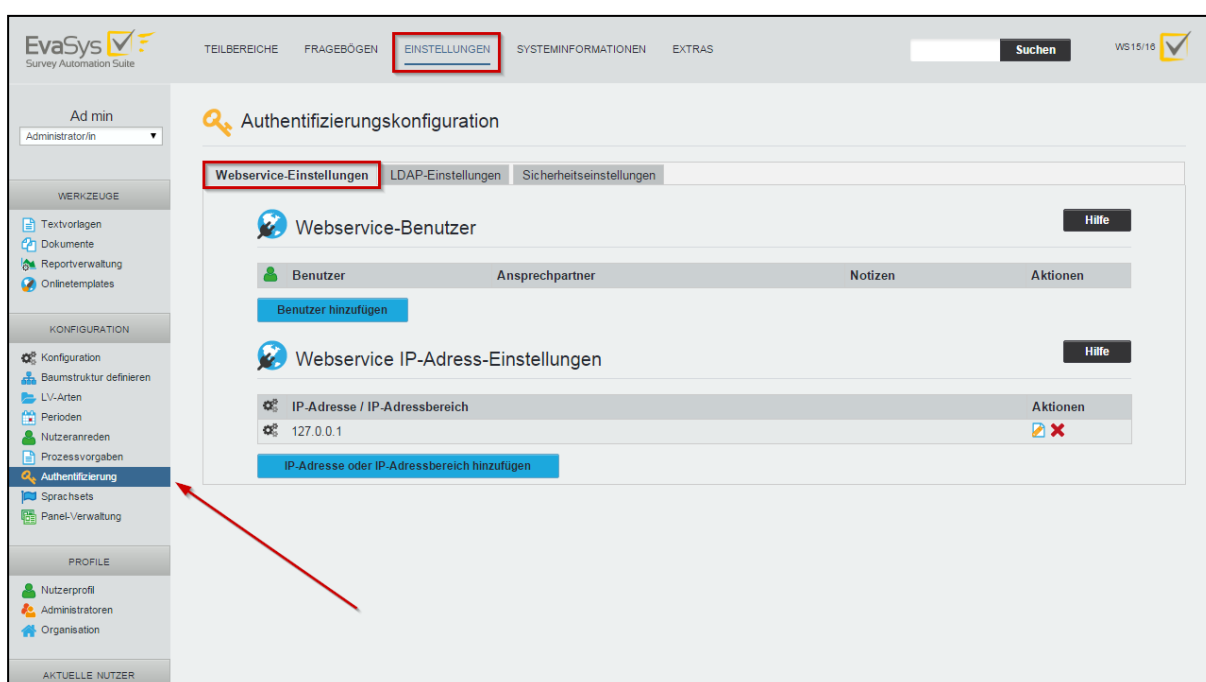 EvaSys
Survey Automation Suite
TEILBEREICHE FRAGEBÖGEN EINSTELLUNGEN SYSTEMINFORMATIONEN EXTRAS
Suchen
WS15/16
Ad min
Administrator/in
WERKZEUGE
Textvorlagen
Dokumente
Reportverwaltung
Onlinetemplates
KONFIGURATION
Konfiguration
Baumstruktur definieren
LV-Arten
Perioden
Nutzeranreden
Prozessvorgaben
Authentifizierung
Sprachsets
Panel-Verwaltung
PROFILE
Nutzerprofil
Administratoren
Organisation
AKTUELLE NUTZER
Authentifizierungskonfiguration
Webservice-Einstellungen LDAP-Einstellungen Sicherheitseinstellungen
Webservice-Benutzer
Hilfe
Benutzer Ansprechpartner Notizen Aktionen
Benutzer hinzufügen
Webservice IP-Adress-Einstellungen
Hilfe
IP-Adresse / IP-Adressbereich Aktionen
127.0.0.1
IP-Adresse oder IP-Adressbereich hinzufügen